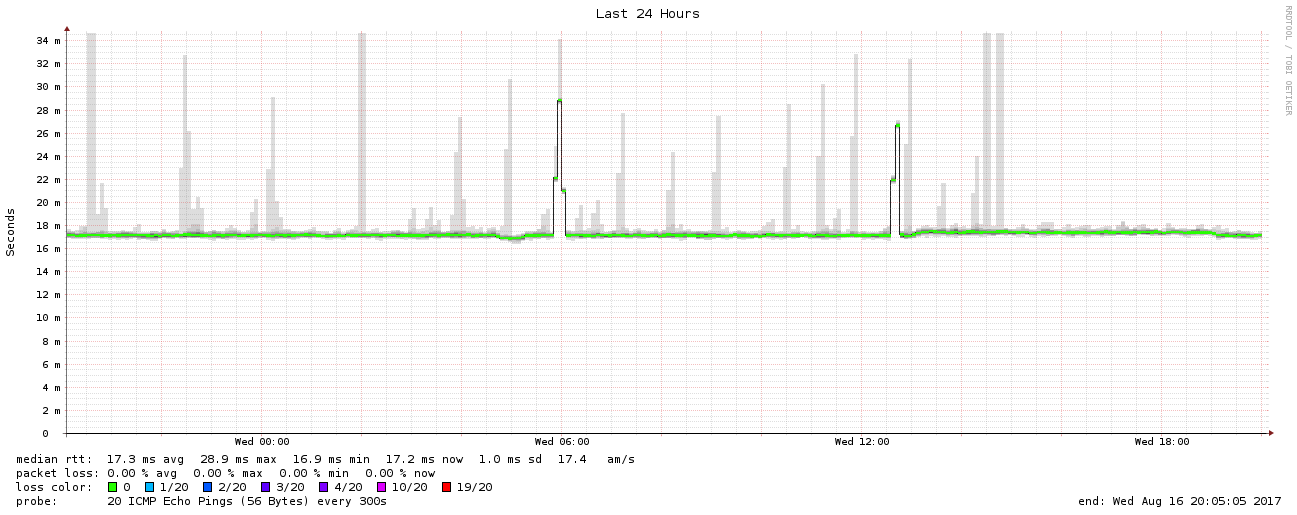 Last 24 Hours
RRDTOOL / TOBI OETIKER
Seconds
34 m
32 m
30 m
28 m
26 m
24 m
22 m
20 m
18 m
16 m
14 m
12 m
10 m
8 m
6 m
4 m
2 m
0
Wed 00:00 Wed 06:00 Wed 12:00 Wed 18:00
median rtt: 17.3 ms avg 28.9 ms max 16.9 ms min 17.2 ms now 1.0 ms sd 17.4 am/s
packet loss: 0.00 % avg 0.00 % max 0.00 % min 0.00 % now
loss color: 0 1/20 2/20 3/20 4/20 10/20 19/20
probe: 20 ICMP Echo Pings (56 Bytes) every 300s end: Wed Aug 16 20:05:05 2017